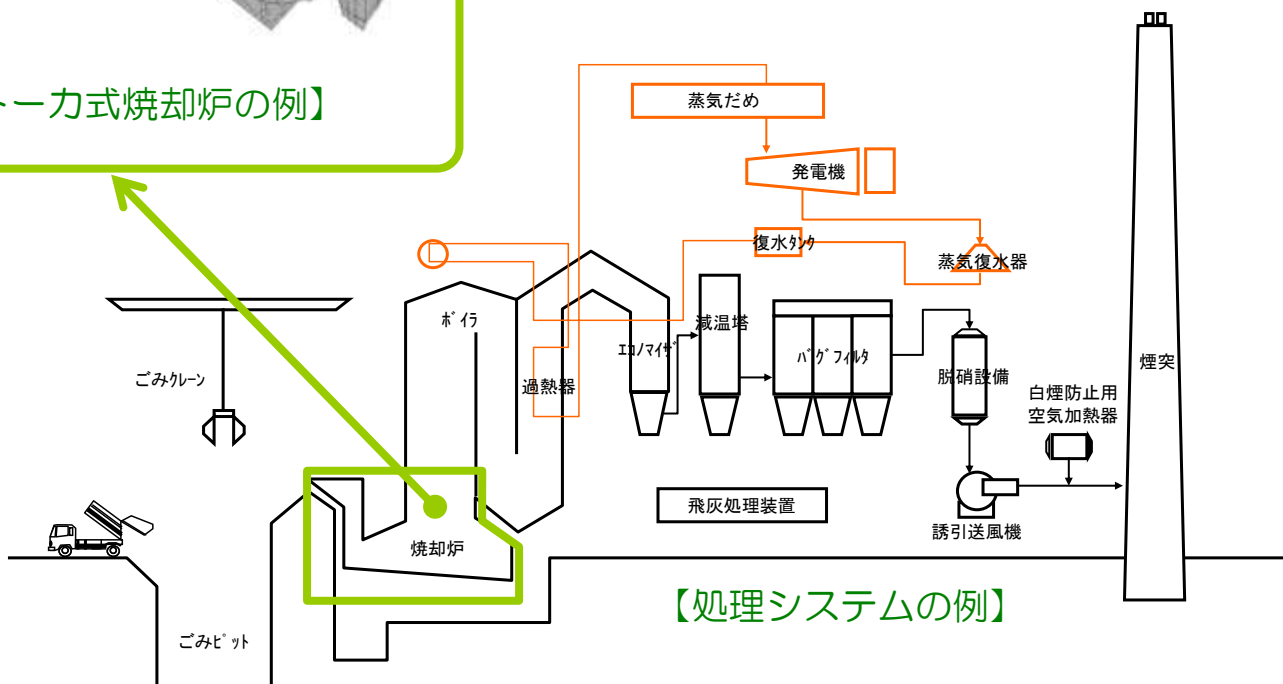 トーカ式焼却炉の例】
蒸気だめ
発電機
復水ﾀﾝｸ
蒸気復水器
ﾎﾞｲﾗ
減温塔
ｴｺﾉﾏｲｻﾞ
ﾊﾞｸﾞﾌｨﾙﾀ
煙突
ごみｸﾚｰﾝ
過熱器
脱硝設備
白煙防止用
空気加熱器
飛灰処理装置
誘引送風機
焼却炉
【処理システムの例】
ごみﾋﾟｯﾄ